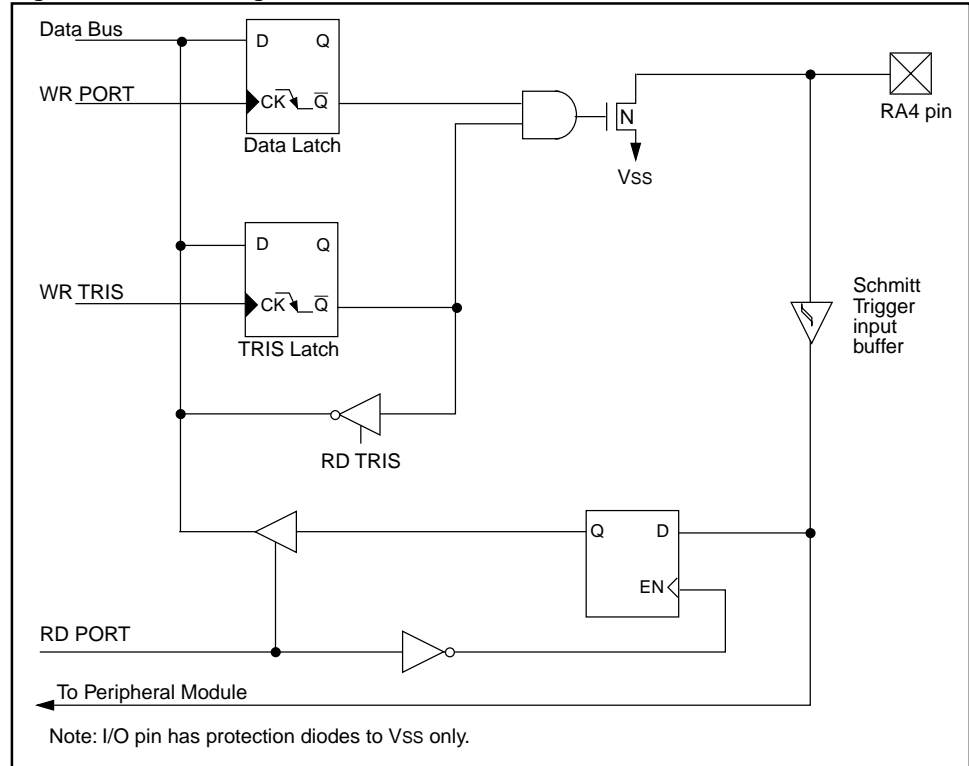 Data Bus
D Q
WR PORT
CK Q
Data Latch
N
VSS
RA4 pin
D Q
WR TRIS
CK Q
TRIS Latch
Schmitt
Trigger
input
buffer
RD TRIS
Q D
EN
RD PORT
To Peripheral Module
Note: I/O pin has protection diodes to VSS only.